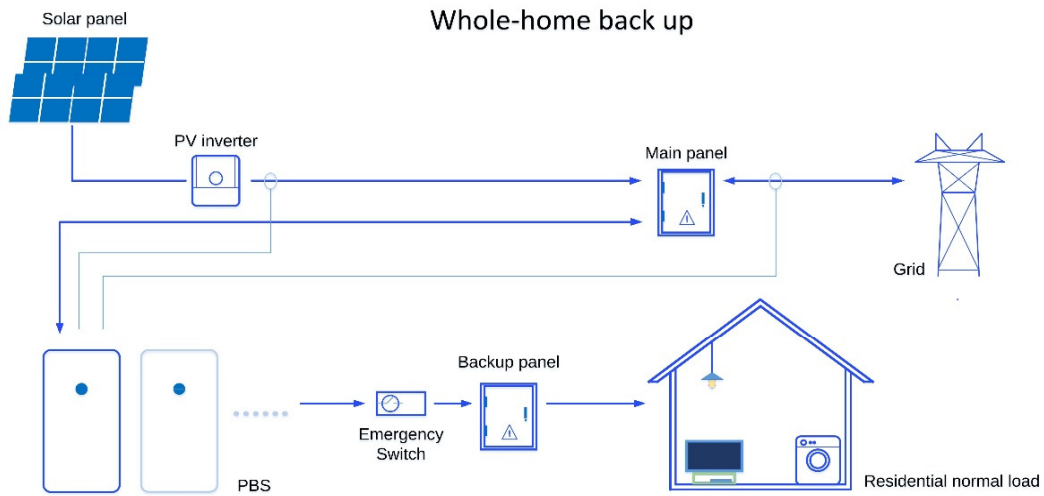 Whole-home back up
Solar panel
PV inverter
Main panel
Grid
Backup panel
Emergency
Switch
PBS
Residential normal load